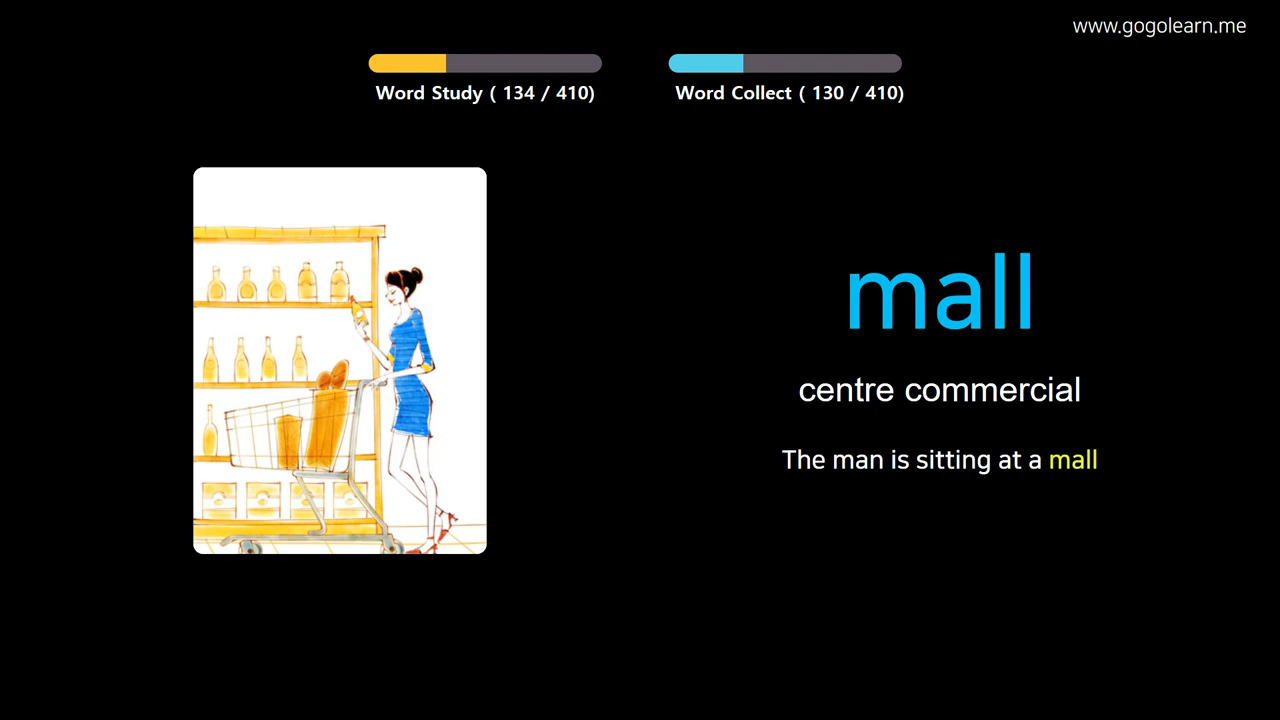 www.gogolearn.me
Word Study ( 134 / 410)
Word Collect ( 130 / 410)
mall
centre commercial
The man is sitting at a mall